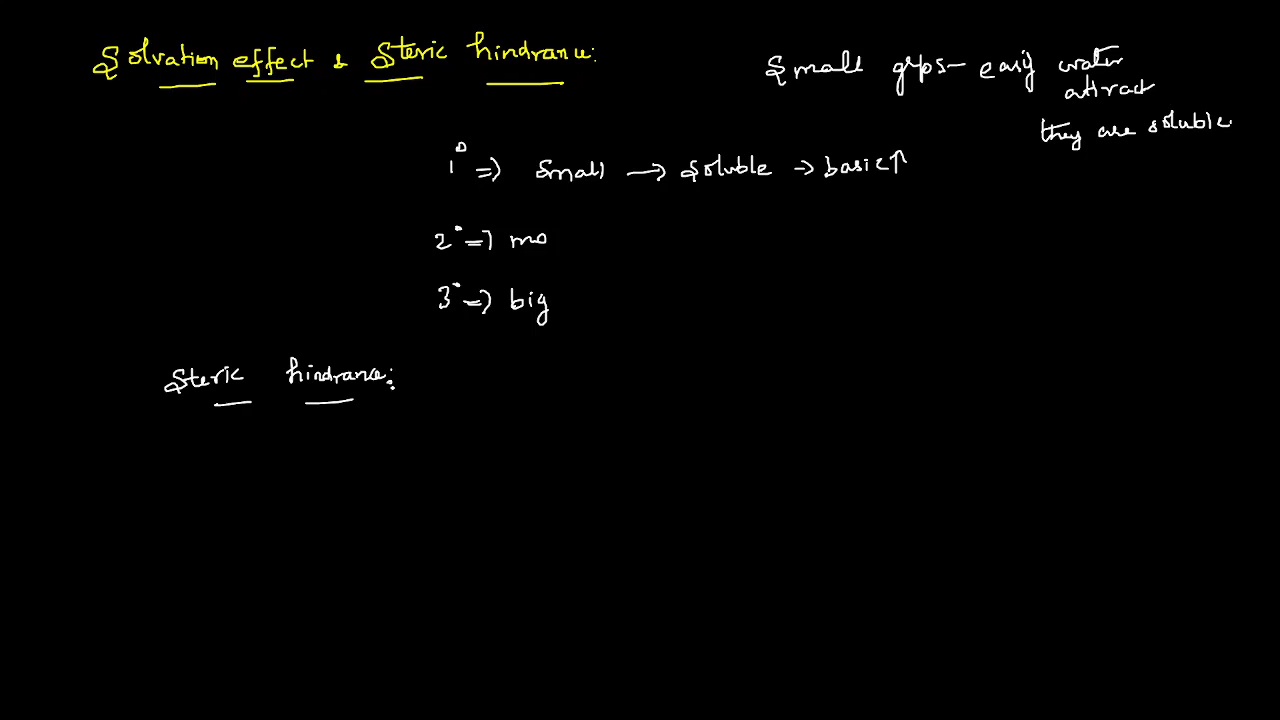 Solvation effect & Steric hindrance:
Small grps- easy water
attract
they are soluble
1° => Small → Soluble → basic↑
2° => mo
3° => big
Steric hindrance: